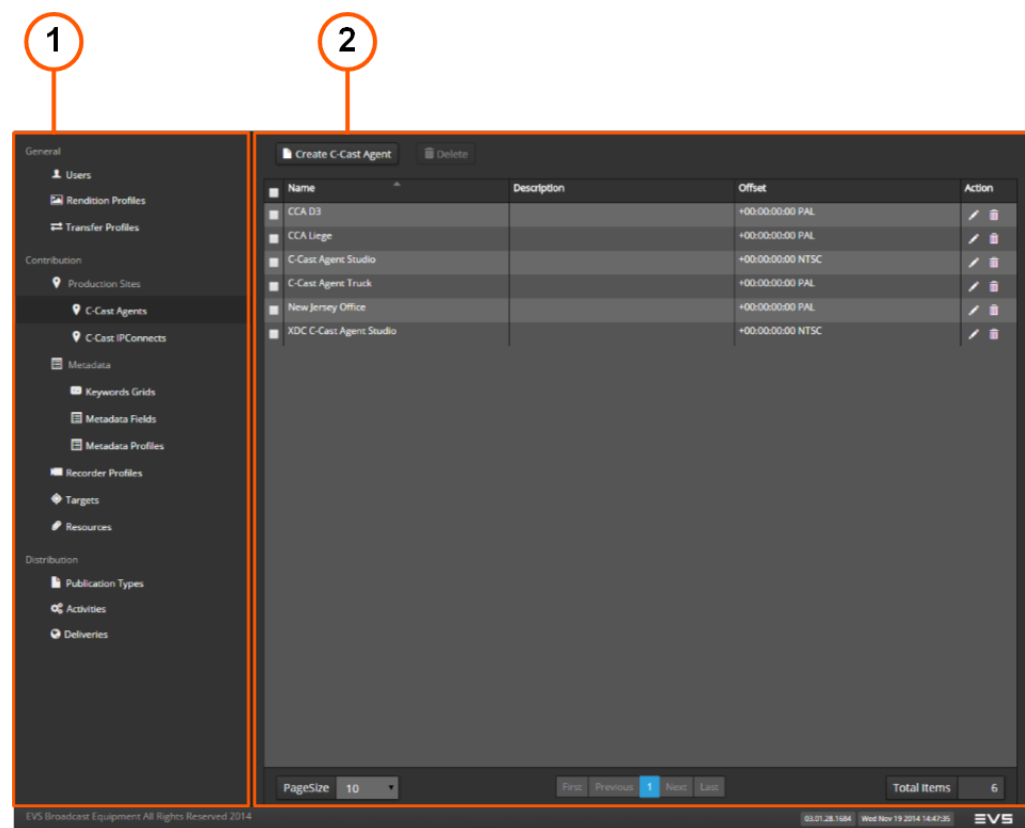 1
2
General
Users
Rendition Profiles
Transfer Profiles
Contribution
Production Sites
C-Cast Agents
C-Cast IPConnects
Metadata
Keywords Grids
Metadata Fields
Metadata Profiles
Recorder Profiles
Targets
Resources
Distribution
Publication Types
Activities
Deliveries
Create C-Cast Agent Delete
Name Description Offset Action
CCA D3 +00:00:00:00 PAL
CCA Liege +00:00:00:00 PAL
C-Cast Agent Studio +00:00:00:00 NTSC
C-Cast Agent Truck +00:00:00:00 PAL
New Jersey Office +00:00:00:00 PAL
XDC C-Cast Agent Studio +00:00:00:00 NTSC
PageSize 10 First Previous 1 Next Last Total Items 6
EVS Broadcast Equipment All Rights Reserved 2014 03.01.28.1684 Wed Nov 19 2014 14:47:35 EVS